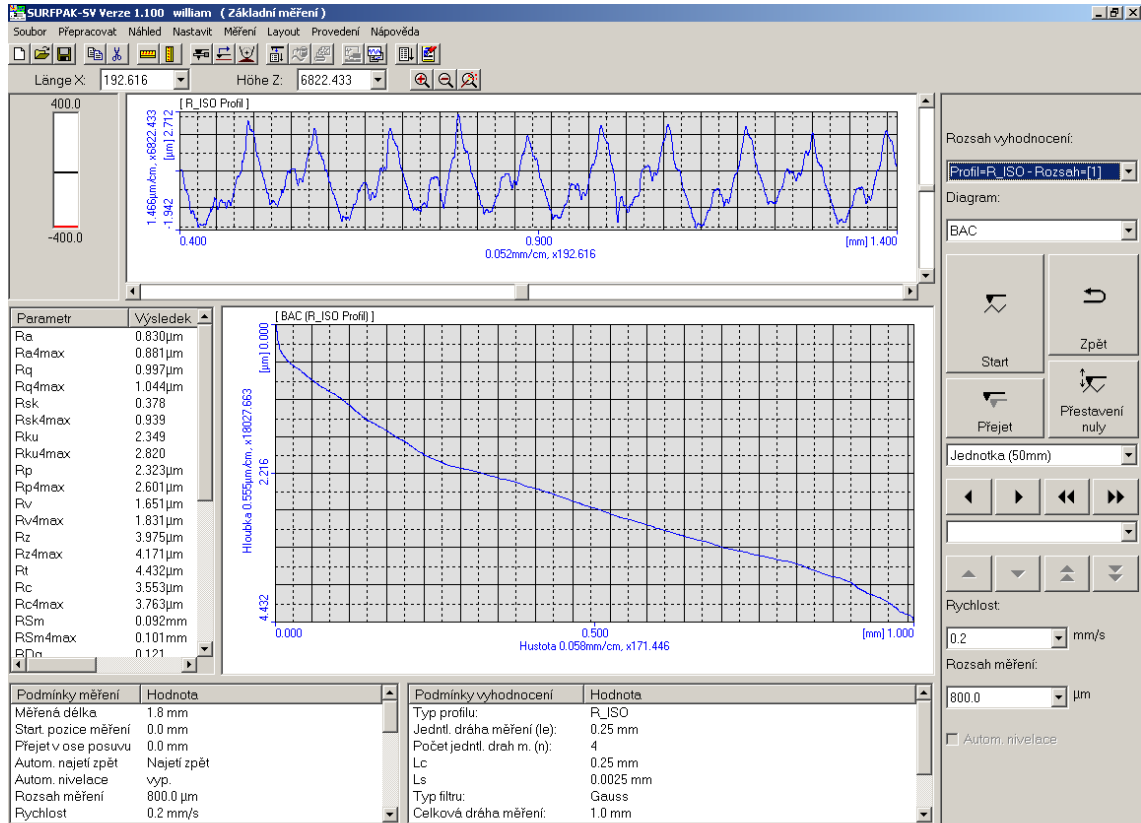 SURFPAK-SV Verze 1.100 william ( Základní měření )
Soubor Přepracovat Náhled Nastavit Měření Layout Provedení Nápověda
Länge X: 192.616 Höhe Z: 6822.433
400.0
-400.0
[ R_ISO Profil ]
1.466µm/cm, x6822.433
-1.942 [µm] 2.712
0.400 0.900 [mm] 1.400
0.052mm/cm, x192.616
Parametr Výsledek
Ra 0.830µm
Ra4max 0.881µm
Rq 0.997µm
Rq4max 1.044µm
Rsk 0.378
Rsk4max 0.939
Rku 2.349
Rku4max 2.820
Rp 2.323µm
Rp4max 2.601µm
Rv 1.651µm
Rv4max 1.831µm
Rz 3.975µm
Rz4max 4.171µm
Rt 4.432µm
Rc 3.553µm
Rc4max 3.763µm
RSm 0.092mm
RSm4max 0.101mm
RDq 0.121
[ BAC (R_ISO Profil) ]
Hloubka 0.555µm/cm, x18027.663
4.432 2.216 [µm] 0.000
0.000 0.500 [mm] 1.000
Hustota 0.058mm/cm, x171.446
Rozsah vyhodnocení:
Profil=R_ISO - Rozsah=[1]
Diagram:
BAC
Start
Zpět
Přejet
Přestavení
nuly
Jednotka (50mm)
Rychlost:
0.2 mm/s
Rozsah měření:
800.0 µm
Autom. nivelace
Podmínky měření Hodnota
Měřená délka 1.8 mm
Start. pozice měření 0.0 mm
Přejet v ose posuvu 0.0 mm
Autom. najetí zpět Najetí zpět
Autom. nivelace vyp.
Rozsah měření 800.0 µm
Rychlost 0.2 mm/s
Podmínky vyhodnocení Hodnota
Typ profilu: R_ISO
Jedntl. dráha měření (le): 0.25 mm
Počet jedntl. drah m. (n): 4
Lc 0.25 mm
Ls 0.0025 mm
Typ filtru: Gauss
Celková dráha měření: 1.0 mm